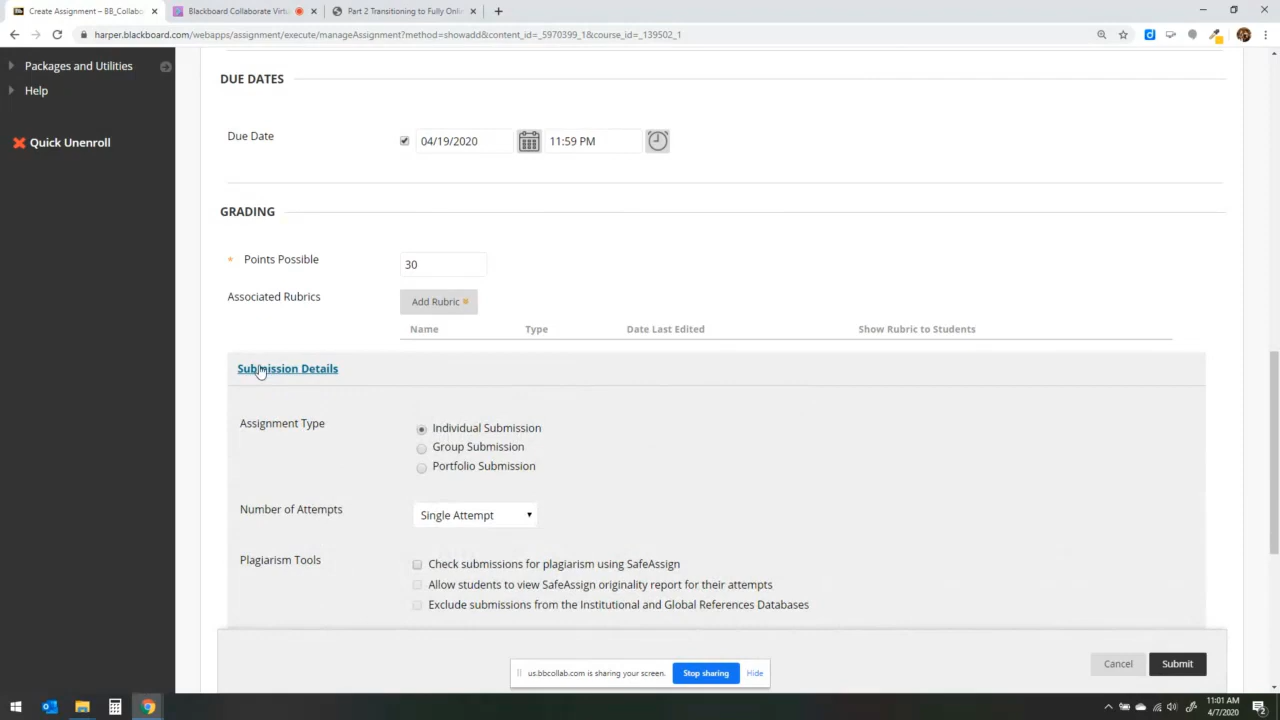 Create Assignment – BB_Collabo
Blackboard Collaborate Virtu
Part 2 Transitioning to Fully Onli
harper.blackboard.com/webapps/assignment/execute/manageAssignment?method=showadd&content_id=_5970399_1&course_id=_139502_1
Packages and Utilities
Help
Quick Unenroll
DUE DATES
Due Date
04/19/2020
11:59 PM
GRADING
Points Possible
30
Associated Rubrics
Add Rubric
Name Type Date Last Edited Show Rubric to Students
Submission Details
Assignment Type
Individual Submission
Group Submission
Portfolio Submission
Number of Attempts
Single Attempt
Plagiarism Tools
Check submissions for plagiarism using SafeAssign
Allow students to view SafeAssign originality report for their attempts
Exclude submissions from the Institutional and Global References Databases
Cancel
Submit
us.bbcollab.com is sharing your screen.
Stop sharing
Hide
11:01 AM
4/7/2020
2